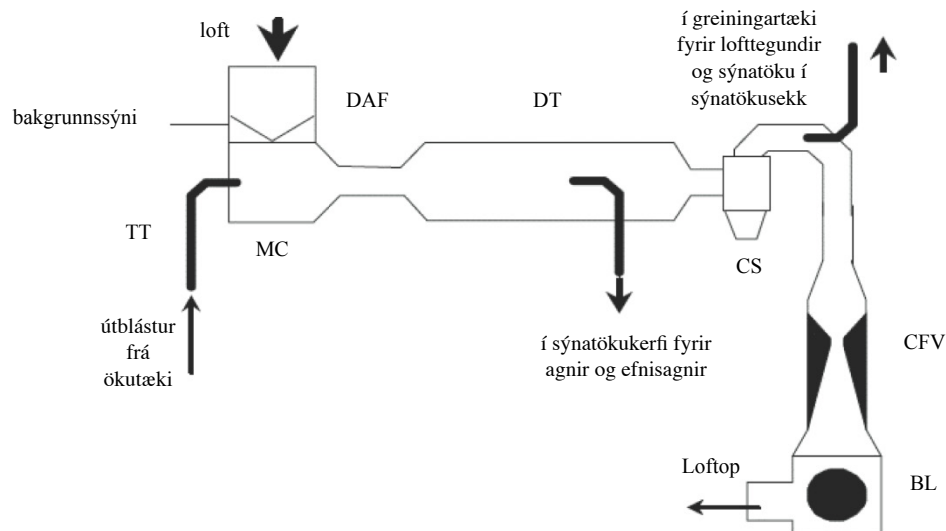 loft
í greiningartæki
fyrir lofttegundir
og sýnatöku í
sýnatökusekk
DAF
DT
bakgrunnssýni
TT
MC
CS
útblástur
frá
ökutæki
í sýnatökukerfi fyrir
agnir og efnisagnir
CFV
Loftop
BL